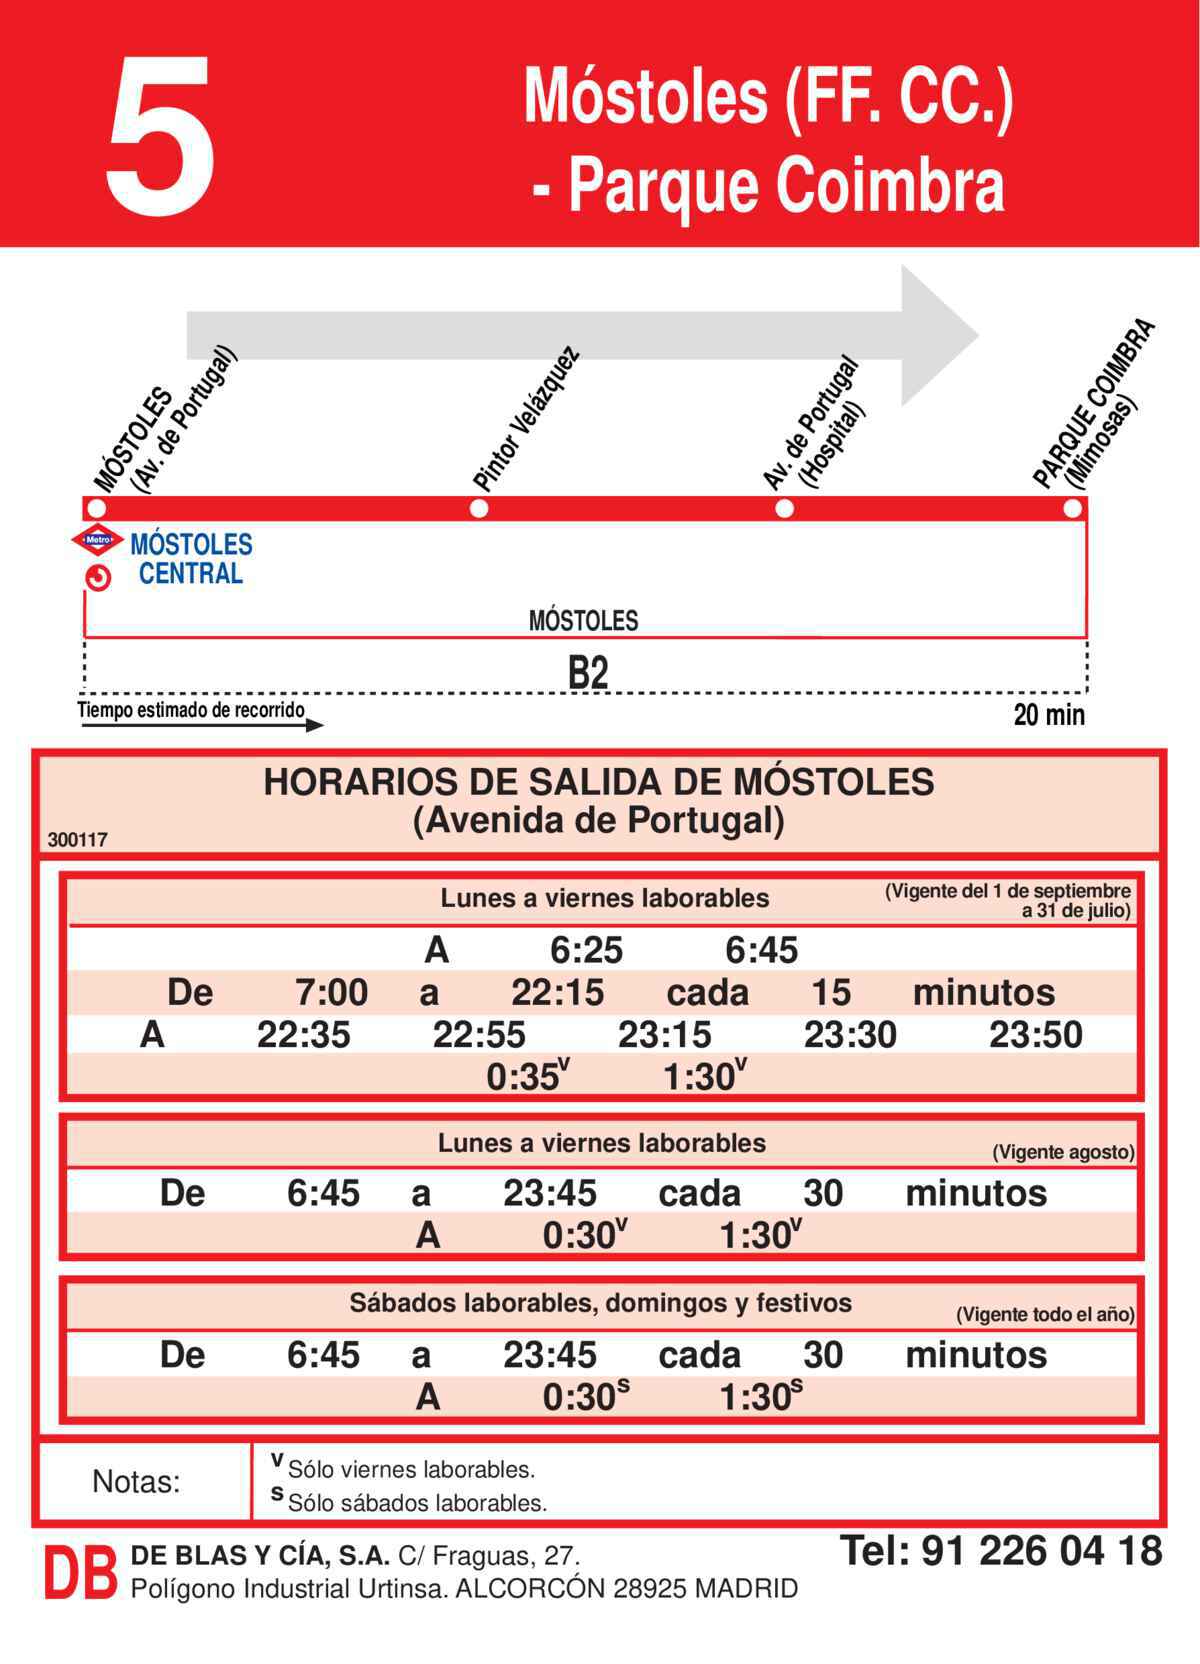 5
Móstoles (FF. CC.)
- Parque Coimbra
MÓSTOLES
(Av. de Portugal)
Pintor Velázquez
Av. de Portugal
(Hospital)
PARQUE COIMBRA
(Mimosas)
Metro
MÓSTOLES
CENTRAL
MÓSTOLES
B2
Tiempo estimado de recorrido
20 min
HORARIOS DE SALIDA DE MÓSTOLES
(Avenida de Portugal)
300117
Lunes a viernes laborables
(Vigente del 1 de septiembre
a 31 de julio)
A 6:25 6:45
De 7:00 a 22:15 cada 15 minutos
A 22:35 22:55 23:15 23:30 23:50
0:35v 1:30v
Lunes a viernes laborables
(Vigente agosto)
De 6:45 a 23:45 cada 30 minutos
A 0:30v 1:30v
Sábados laborables, domingos y festivos
(Vigente todo el año)
De 6:45 a 23:45 cada 30 minutos
A 0:30s 1:30s
Notas:
v Sólo viernes laborables.
s Sólo sábados laborables.
DB
DE BLAS Y CÍA, S.A. C/ Fraguas, 27.
Polígono Industrial Urtinsa. ALCORCÓN 28925 MADRID
Tel: 91 226 04 18